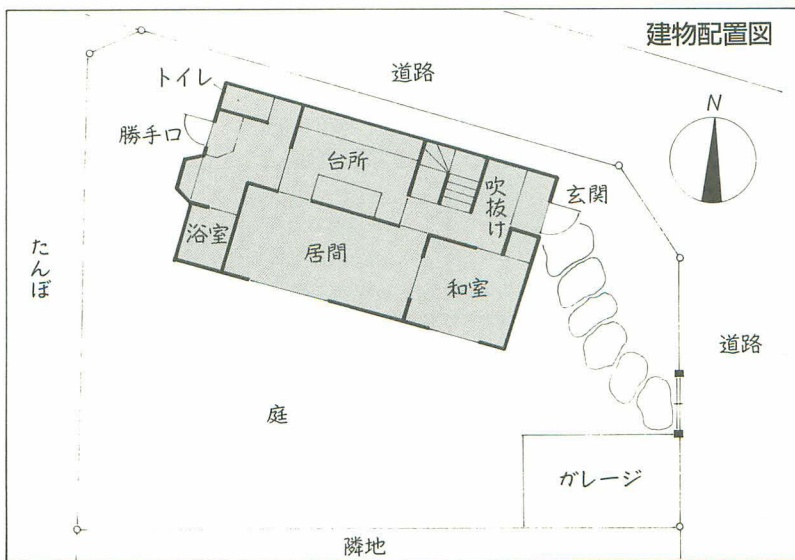 建物配置図
道路
トイレ
N
勝手口
台所
吹抜け
玄関
浴室
居間
和室
たんぼ
道路
庭
ガレージ
隣地